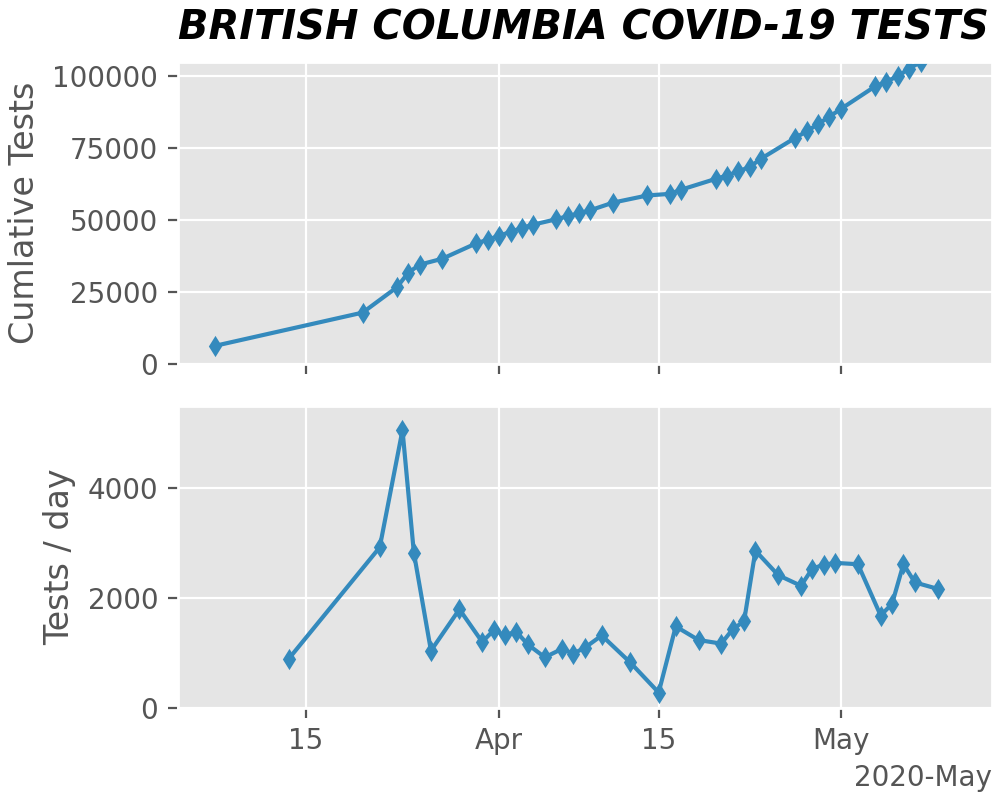 BRITISH COLUMBIA COVID-19 TESTS
100000
75000
50000
25000
0
Cumlative Tests
4000
2000
0
Tests / day
15 Apr 15 May
2020-May